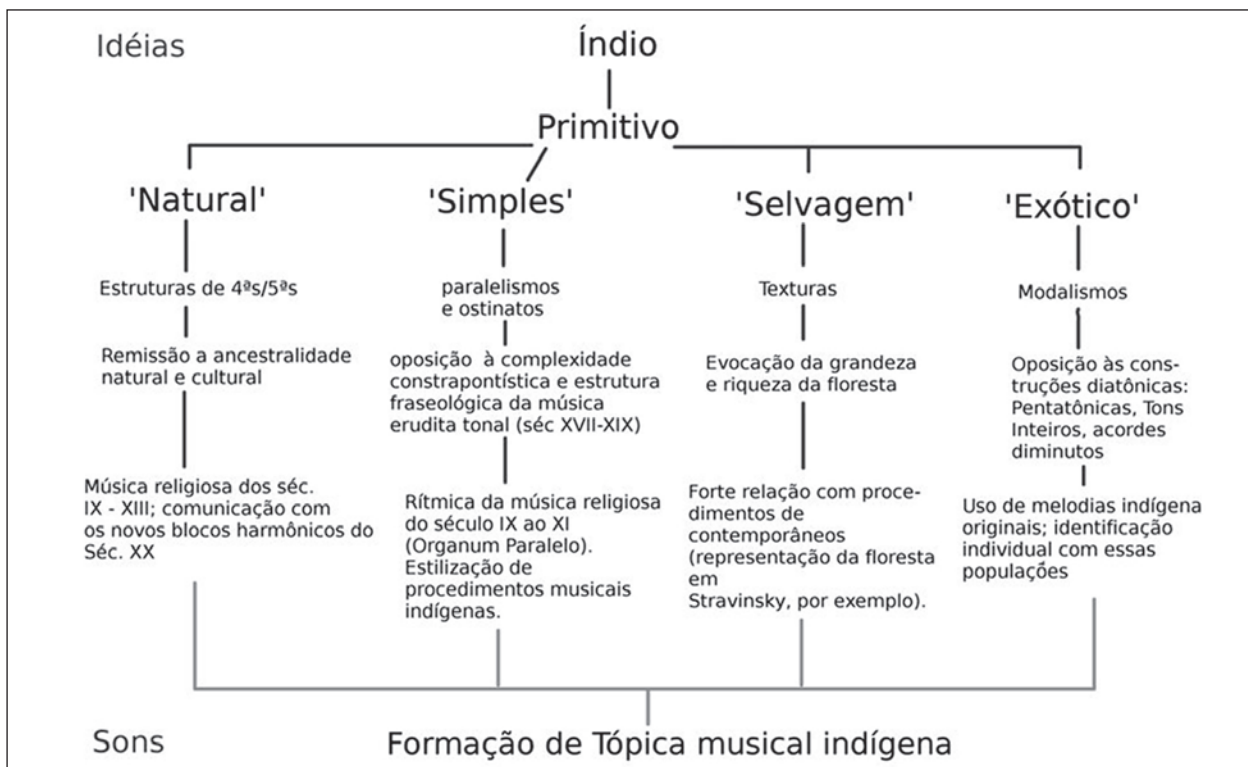 Idéias
Índio
Primitivo
'Natural'
'Simples'
'Selvagem'
'Exótico'
Estruturas de 4ªs/5ªs
Remissão a ancestralidade
natural e cultural
Música religiosa dos séc.
IX - XIII; comunicação com
os novos blocos harmônicos do
Séc. XX
paralelismos
e ostinatos
oposição à complexidade
constrapontística e estrutura
fraseológica da música
erudita tonal (séc XVII-XIX)
Rítmica da música religiosa
do século IX ao XI
(Organum Paralelo).
Estilização de
procedimentos musicais
indígenas.
Texturas
Evocação da grandeza
e riqueza da floresta
Forte relação com proce-
dimentos de
contemporâneos
(representação da floresta
em
Stravinsky, por exemplo).
Modalismos
Oposição às cons-
truções diatônicas:
Pentatônicas, Tons
Inteiros, acordes
diminutos
Uso de melodias indígena
originais; identificação
individual com essas
populações
Sons
Formação de Tópica musical indígena